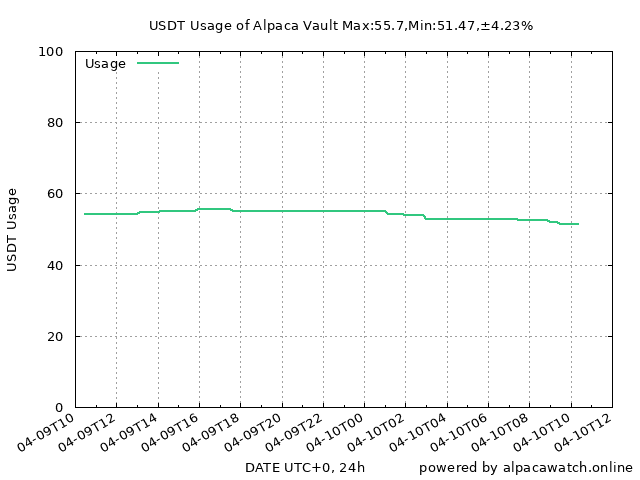 USDT Usage of Alpaca Vault Max:55.7,Min:51.47,±4.23%
Usage
100
80
60
40
20
0
USDT Usage
04-09T10
04-09T12
04-09T14
04-09T16
04-09T18
04-09T20
04-09T22
04-10T00
04-10T02
04-10T04
04-10T06
04-10T08
04-10T10
04-10T12
DATE UTC+0, 24h
powered by alpacawatch.online